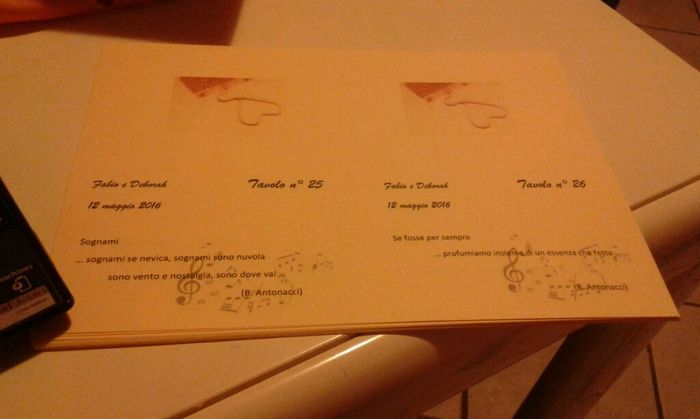 Fabio e Deborah
Tavolo n° 25
12 maggio 2016
Sognami
... sognami se nevica, sognami sono nuvola
sono vento e nostalgia, sono dove vai ...
(B. Antonacci)
Fabio e Deborah
Tavolo n° 26
12 maggio 2016
Se fosse per sempre
.. profumiamo insieme di un essenza che resta...
(B. Antonacci)
machines